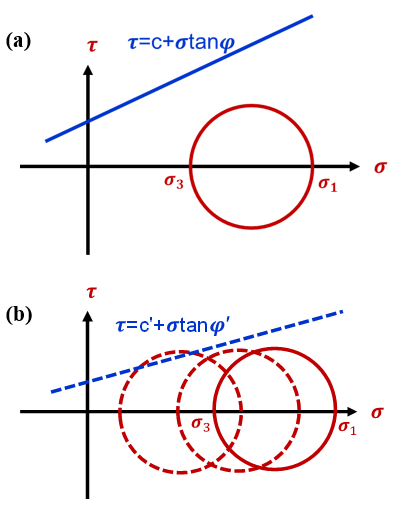 (a)
τ
τ=c+σtanφ
σ₃
σ₁
σ
(b)
τ
τ=c'+σtanφ′
σ₃
σ₁
σ